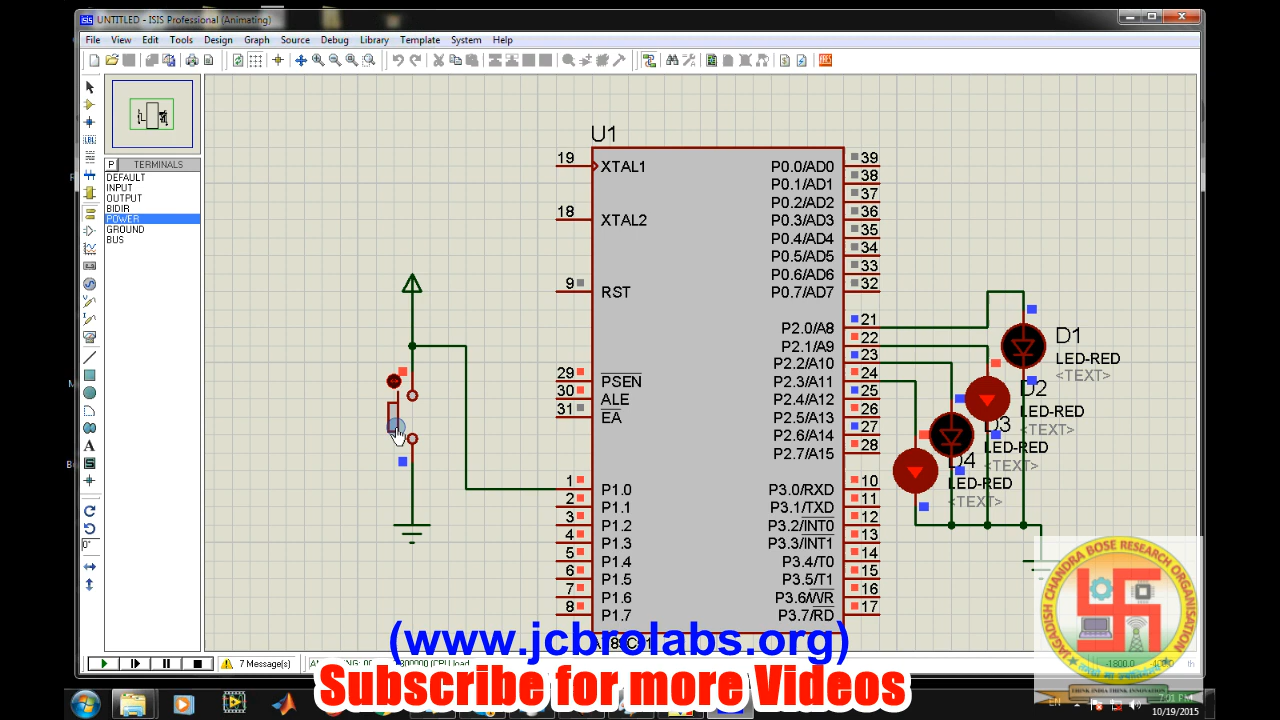 UNTITLED - ISIS Professional (Animating)
File View Edit Tools Design Graph Source Debug Library Template System Help
P TERMINALS
DEFAULT
INPUT
OUTPUT
BIDIR
POWER
GROUND
BUS
U1
19 XTAL1
18 XTAL2
9 RST
29 PSEN
30 ALE
31 EA
1 P1.0
2 P1.1
3 P1.2
4 P1.3
5 P1.4
6 P1.5
7 P1.6
8 P1.7
P0.0/AD0 39
P0.1/AD1 38
P0.2/AD2 37
P0.3/AD3 36
P0.4/AD4 35
P0.5/AD5 34
P0.6/AD6 33
P0.7/AD7 32
P2.0/A8 21
P2.1/A9 22
P2.2/A10 23
P2.3/A11 24
P2.4/A12 25
P2.5/A13 26
P2.6/A14 27
P2.7/A15 28
P3.0/RXD 10
P3.1/TXD 11
P3.2/INT0 12
P3.3/INT1 13
P3.4/T0 14
P3.5/T1 15
P3.6/WR 16
P3.7/RD 17
D1
LED-RED
<TEXT>
D2
LED-RED
<TEXT>
D3
LED-RED
<TEXT>
D4
LED-RED
<TEXT>
7 Message(s)
(www.jcbrolabs.org)
Subscribe for more Videos
JAGADISH CHANDRA BOSE RESEARCH ORGANISATION
THINK INDIA THINK INNOVATION
-1800.0
EN
7:01 PM
10/19/2015